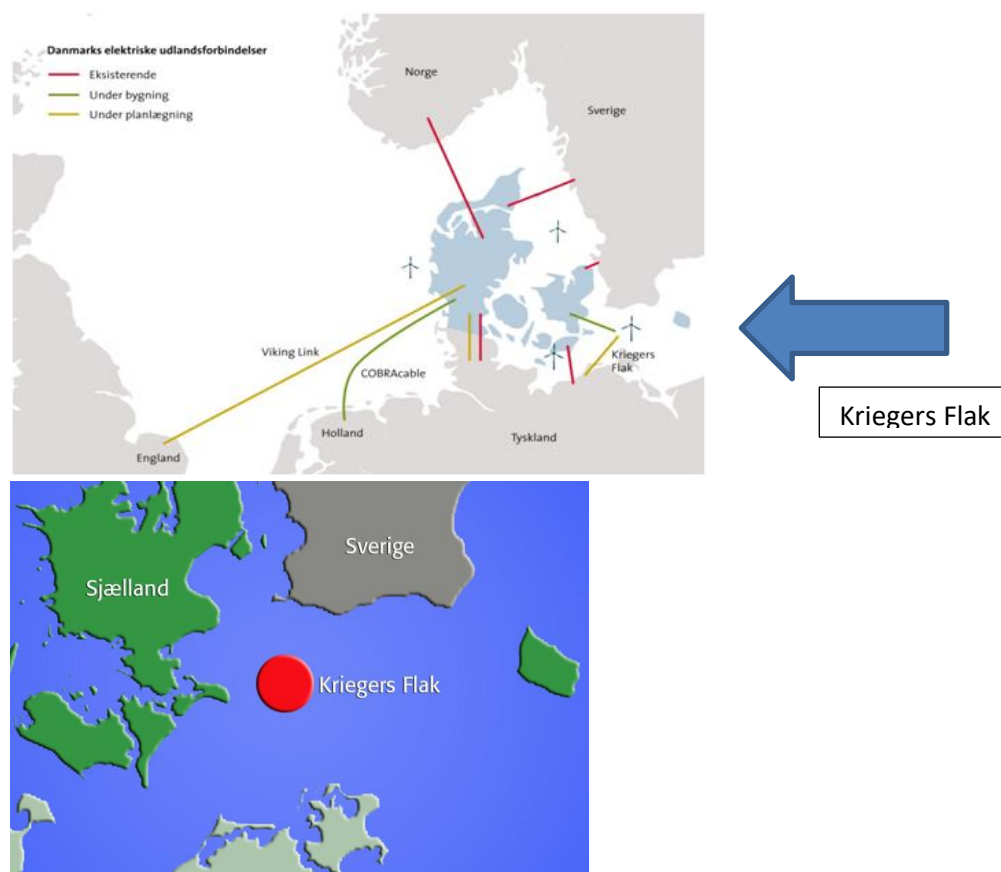 Danmarks elektriske udlandsforbindelser
Eksisterende
Under bygning
Under planlægning
Norge
Sverige
Viking Link
COBRAcable
Kriegers
Flak
England
Holland
Tyskland
Kriegers Flak
Sverige
Sjælland
Kriegers Flak